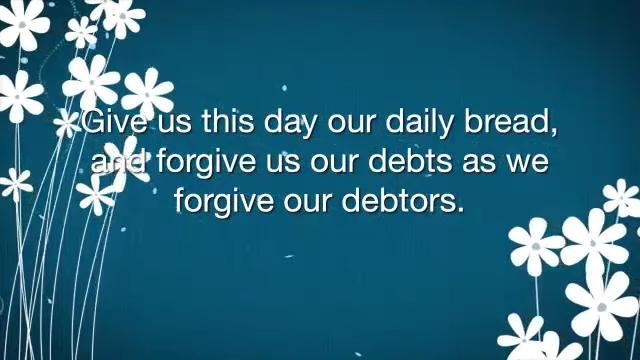 Give us this day our daily bread,
and forgive us our debts as we
forgive our debtors.